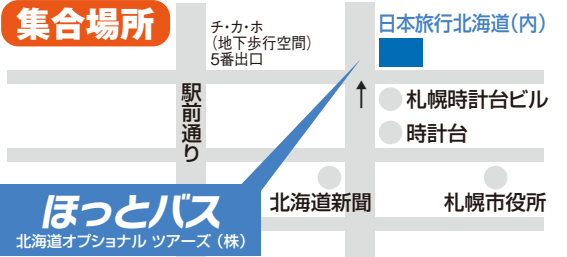 集合場所
チ・カ・ホ
（地下歩行空間）
5番出口
日本旅行北海道（内）
駅前通り
札幌時計台ビル
時計台
北海道新聞
札幌市役所
ほっとバス
北海道オプショナル ツアーズ（株）